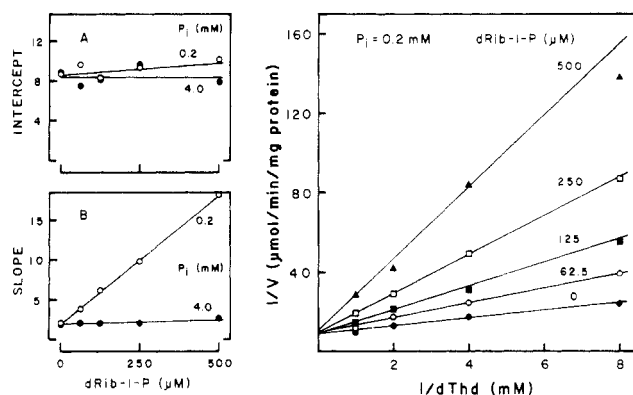 A
Pi (mM)
12
8
4
0.2
4.0
INTERCEPT
B
15
10
5
0.2
Pi (mM)
4.0
SLOPE
0
250
500
dRib-1-P (μM)
Pi = 0.2 mM
dRib-1-P (μM)
500
250
125
62.5
0
160
120
80
40
1/V (μmol/min/mg protein)
0
2
4
6
8
1/dThd (mM)